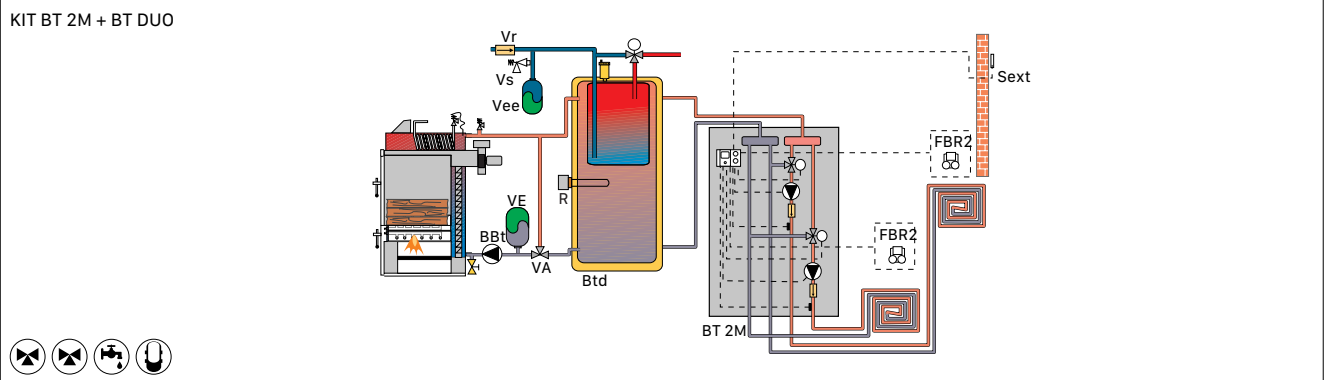 KIT BT 2M + BT DUO
Vr
Vs
Vee
Sext
FBR2
R
VE
BBt
VA
FBR2
Btd
BT 2M